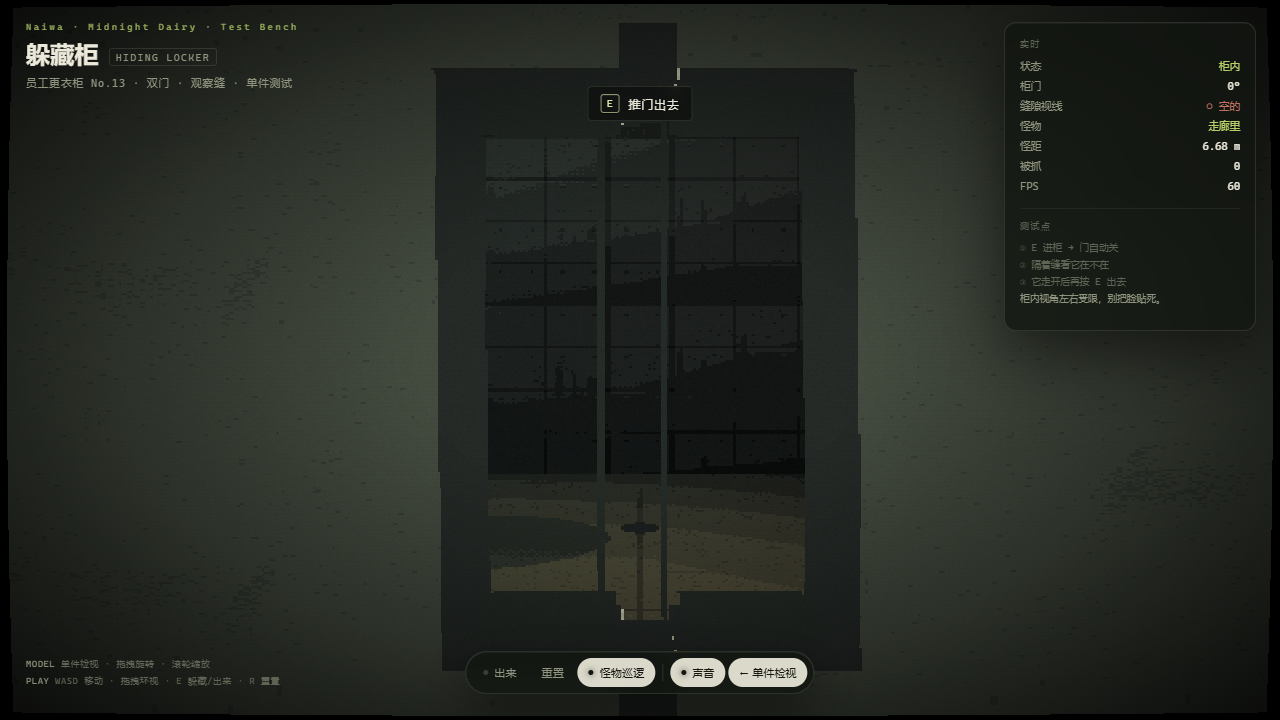 Naiwa · Midnight Dairy · Test Bench
躲藏柜 HIDING LOCKER
员工更衣柜 No.13 · 双门 · 观察缝 · 单件测试
E 推门出去
实时
状态 柜内
柜门 0°
缝隙视线 ○ 空的
怪物 走廊里
怪距 6.68 m
被抓 0
FPS 60
测试点
① E 进柜 → 门自动关
② 隔着缝看它在不在
③ 它走开后再按 E 出去
柜内视角左右受限，别把脸贴死。
MODEL 单件检视 · 拖拽旋转 · 滚轮缩放
PLAY WASD 移动 · 拖拽环视 · E 躲藏/出来 · R 重置
出来 重置 怪物巡逻 声音 ← 单件检视